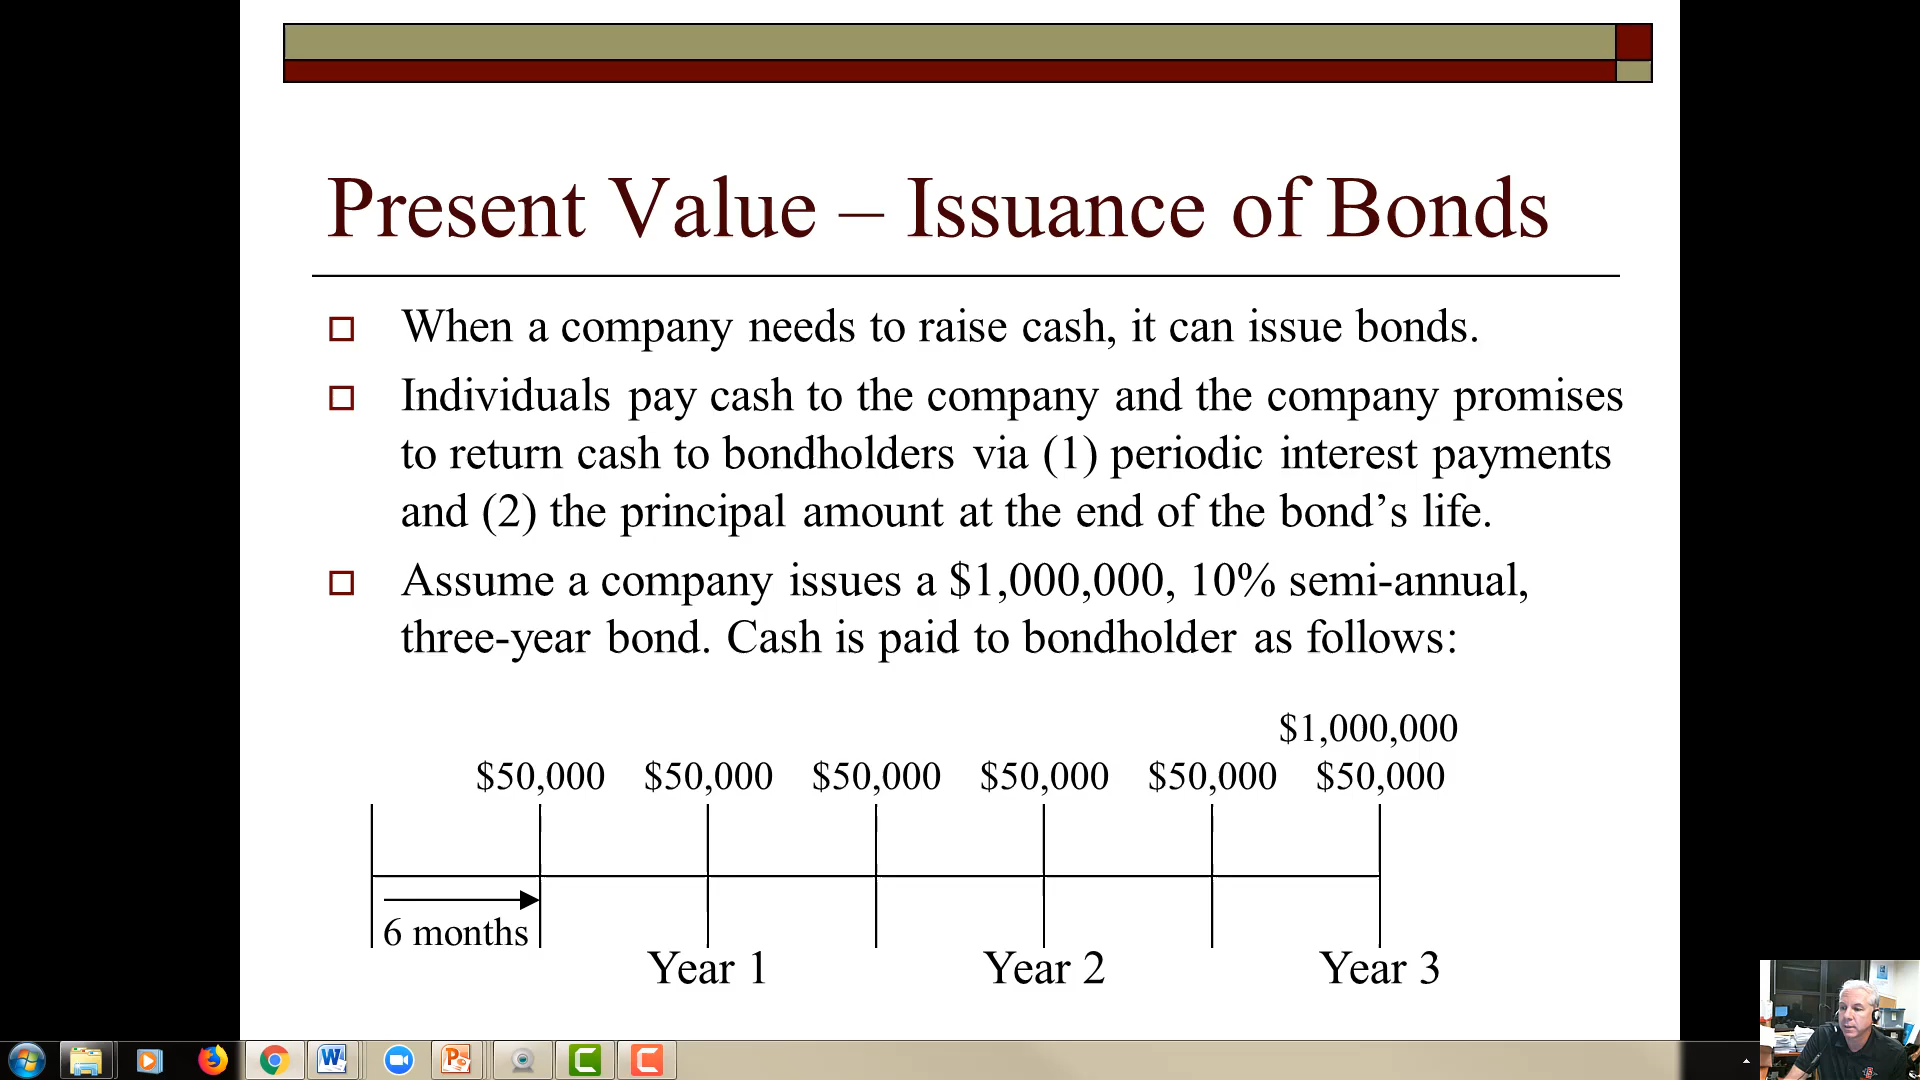 Present Value – Issuance of Bonds
When a company needs to raise cash, it can issue bonds.
Individuals pay cash to the company and the company promises
to return cash to bondholders via (1) periodic interest payments
and (2) the principal amount at the end of the bond’s life.
Assume a company issues a $1,000,000, 10% semi-annual,
three-year bond. Cash is paid to bondholder as follows:
$1,000,000
$50,000 $50,000 $50,000 $50,000 $50,000 $50,000
6 months
Year 1 Year 2 Year 3